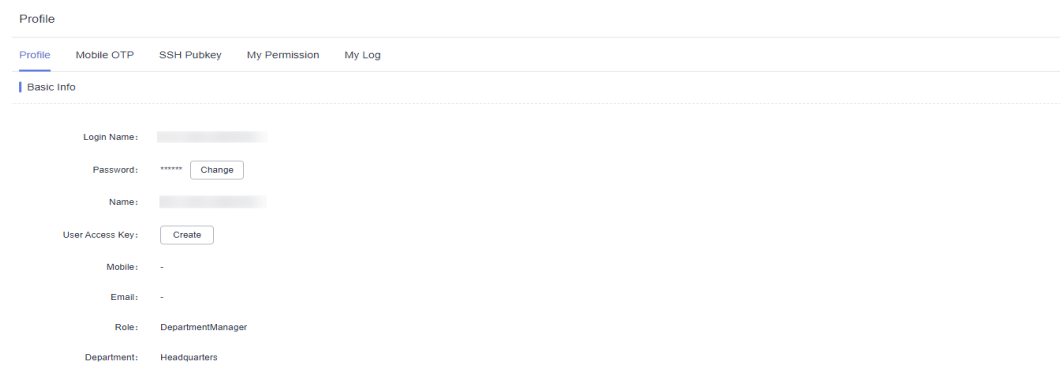 Profile
Profile Mobile OTP SSH Pubkey My Permission My Log
Basic Info
Login Name:
Password: ****** Change
Name:
User Access Key: Create
Mobile: -
Email: -
Role: DepartmentManager
Department: Headquarters